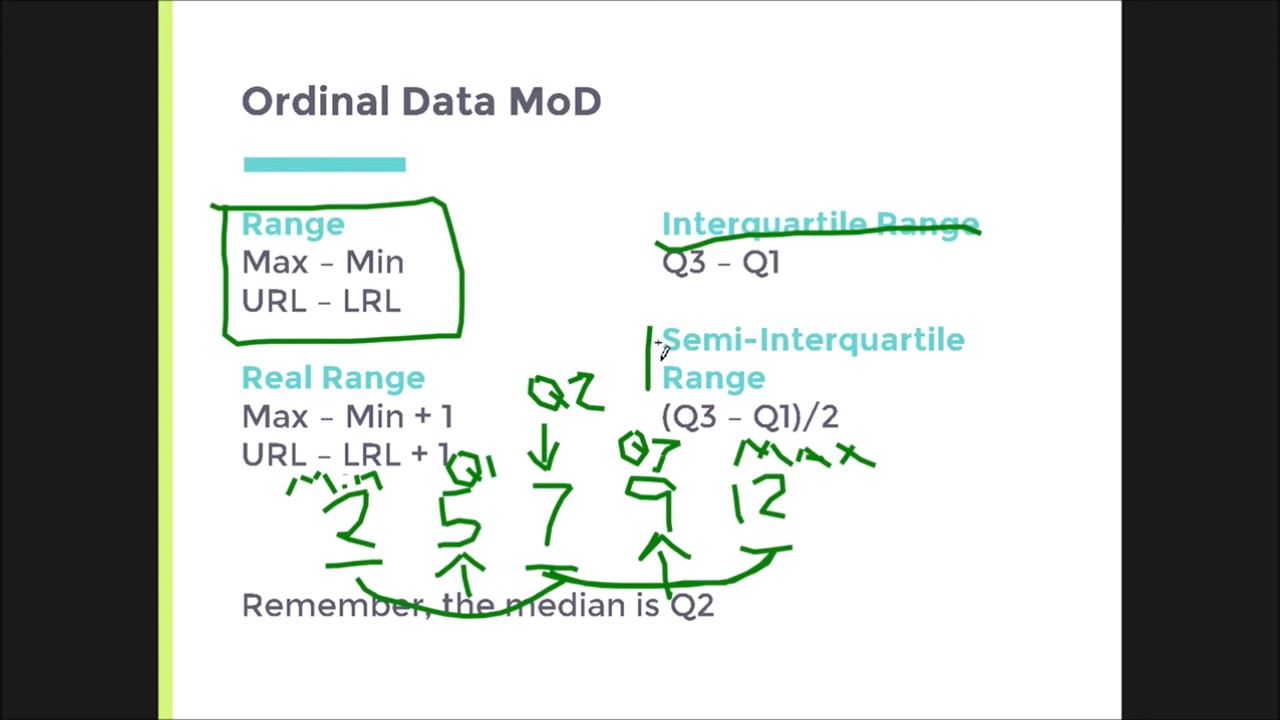 Ordinal Data MoD
Range
Max – Min
URL – LRL
Real Range
Max – Min + 1
URL – LRL + 1
Interquartile Range
Q3 – Q1
Semi-Interquartile
Range
(Q3 – Q1)/2
Q2
Min Q1 Q3 Max
2 5 7 9 12
Remember, the median is Q2